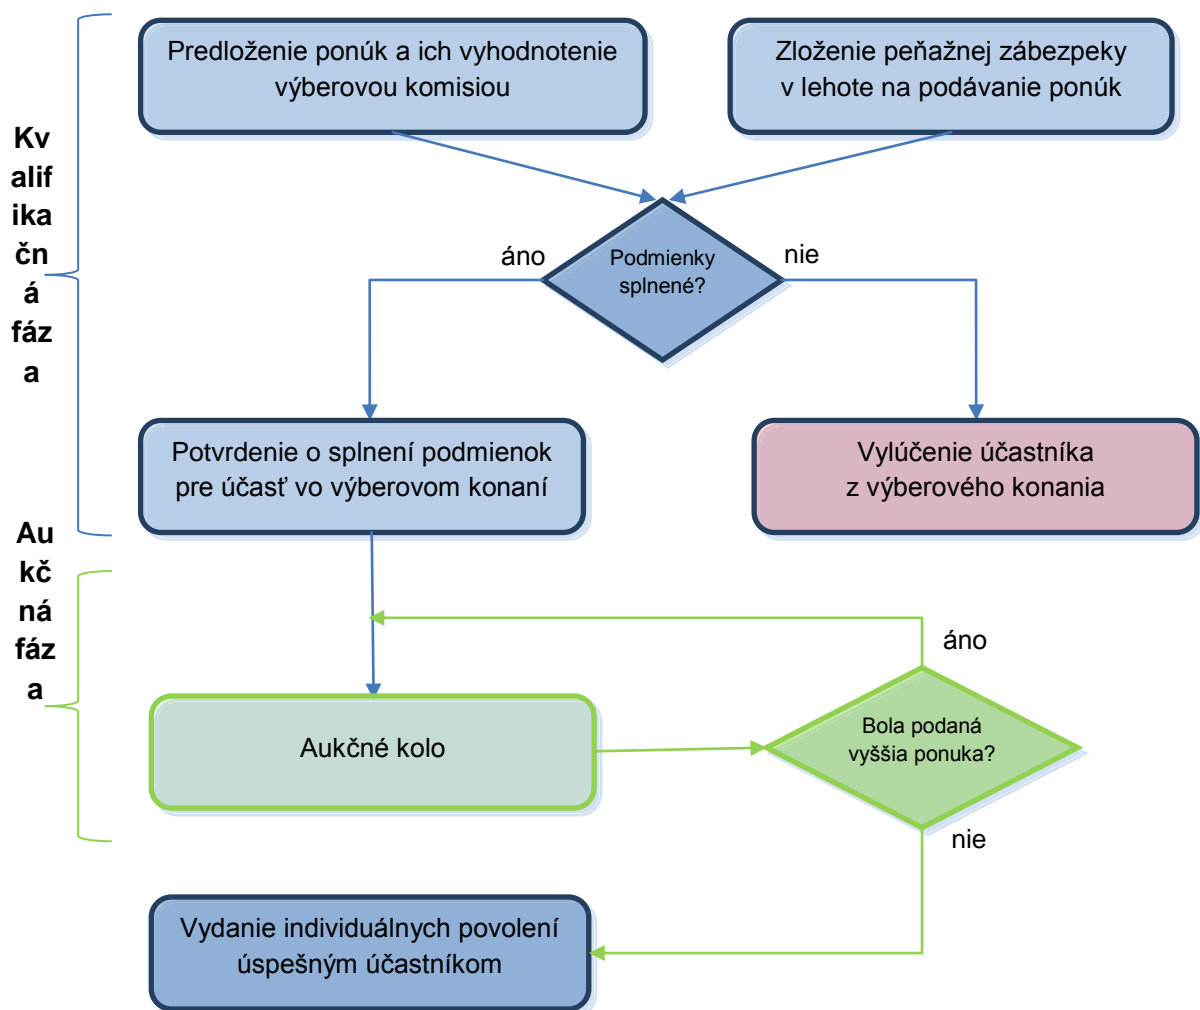 Predloženie ponúk a ich vyhodnotenie
výberovou komisiou
Zloženie peňažnej zábezpeky
v lehote na podávanie ponúk
Kv
alif
ika
čn
á
fáz
a
áno
Podmienky
splnené?
nie
Potvrdenie o splnení podmienok
pre účasť vo výberovom konaní
Vylúčenie účastníka
z výberového konania
Au
kč
ná
fáz
a
áno
Aukčné kolo
Bola podaná
vyššia ponuka?
nie
Vydanie individuálnych povolení
úspešným účastníkom